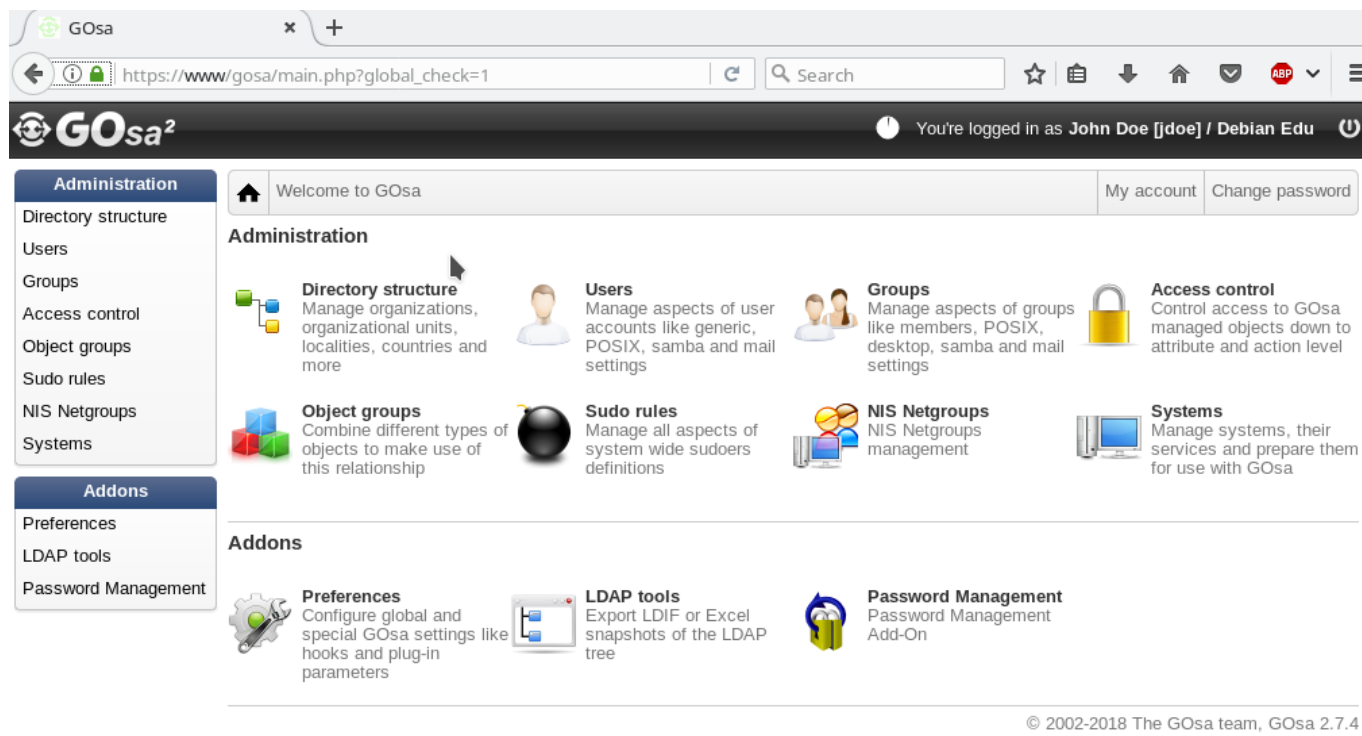 GOsa
https://www/gosa/main.php?global_check=1
Search
ABP
GOsa²
You're logged in as John Doe [jdoe] / Debian Edu
Administration
Directory structure
Users
Groups
Access control
Object groups
Sudo rules
NIS Netgroups
Systems
Addons
Preferences
LDAP tools
Password Management
Welcome to GOsa
My account
Change password
Administration
Directory structure
Manage organizations,
organizational units,
localities, countries and
more
Users
Manage aspects of user
accounts like generic,
POSIX, samba and mail
settings
Groups
Manage aspects of groups
like members, POSIX,
desktop, samba and mail
settings
Access control
Control access to GOsa
managed objects down to
attribute and action level
Object groups
Combine different types of
objects to make use of
this relationship
Sudo rules
Manage all aspects of
system wide sudoers
definitions
NIS Netgroups
NIS Netgroups
management
Systems
Manage systems, their
services and prepare them
for use with GOsa
Addons
Preferences
Configure global and
special GOsa settings like
hooks and plug-in
parameters
LDAP tools
Export LDIF or Excel
snapshots of the LDAP
tree
Password Management
Password Management
Add-On
© 2002-2018 The GOsa team, GOsa 2.7.4